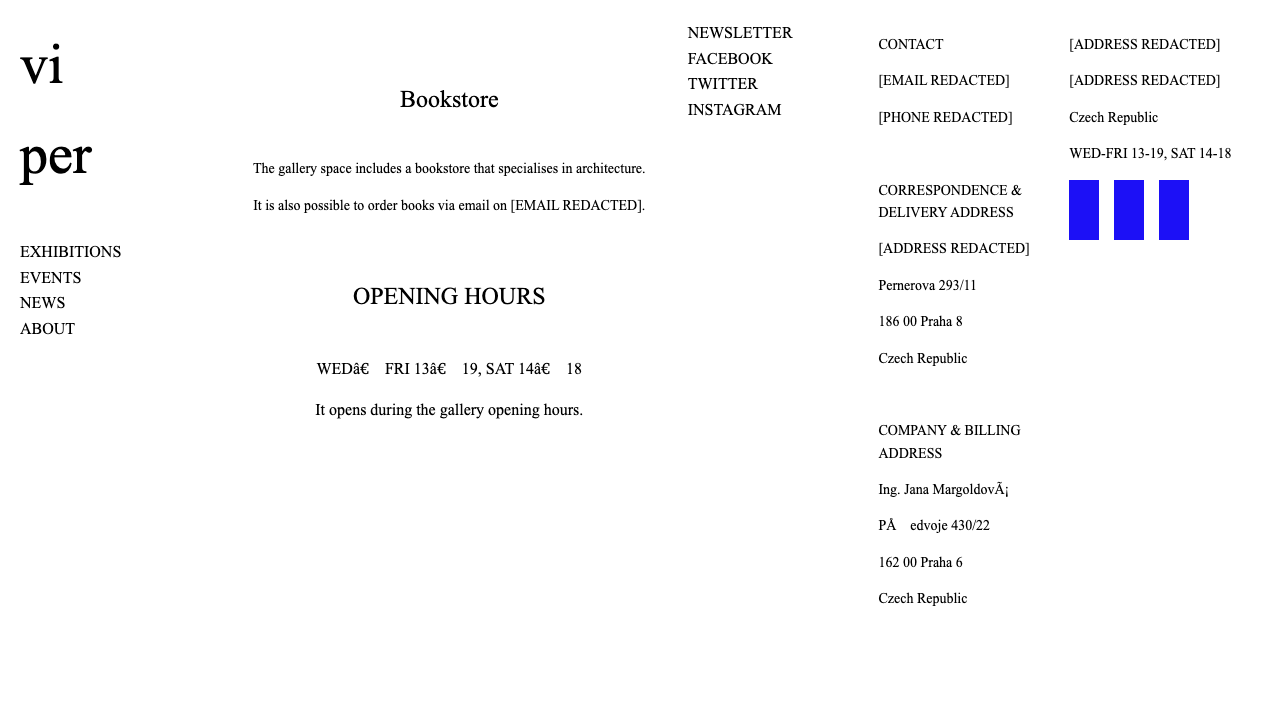 vi
per
EXHIBITIONS
EVENTS
NEWS
ABOUT
Bookstore
The gallery space includes a bookstore that specialises in architecture.
It is also possible to order books via email on [EMAIL REDACTED].
OPENING HOURS
WEDâ€ FRI 13â€ 19, SAT 14â€ 18
It opens during the gallery opening hours.
NEWSLETTER
FACEBOOK
TWITTER
INSTAGRAM
CONTACT
[EMAIL REDACTED]
[PHONE REDACTED]
CORRESPONDENCE &
DELIVERY ADDRESS
[ADDRESS REDACTED]
Pernerova 293/11
186 00 Praha 8
Czech Republic
COMPANY & BILLING
ADDRESS
Ing. Jana MargoldovÃ¡
PÅ edvoje 430/22
162 00 Praha 6
Czech Republic
[ADDRESS REDACTED]
[ADDRESS REDACTED]
Czech Republic
WED-FRI 13-19, SAT 14-18